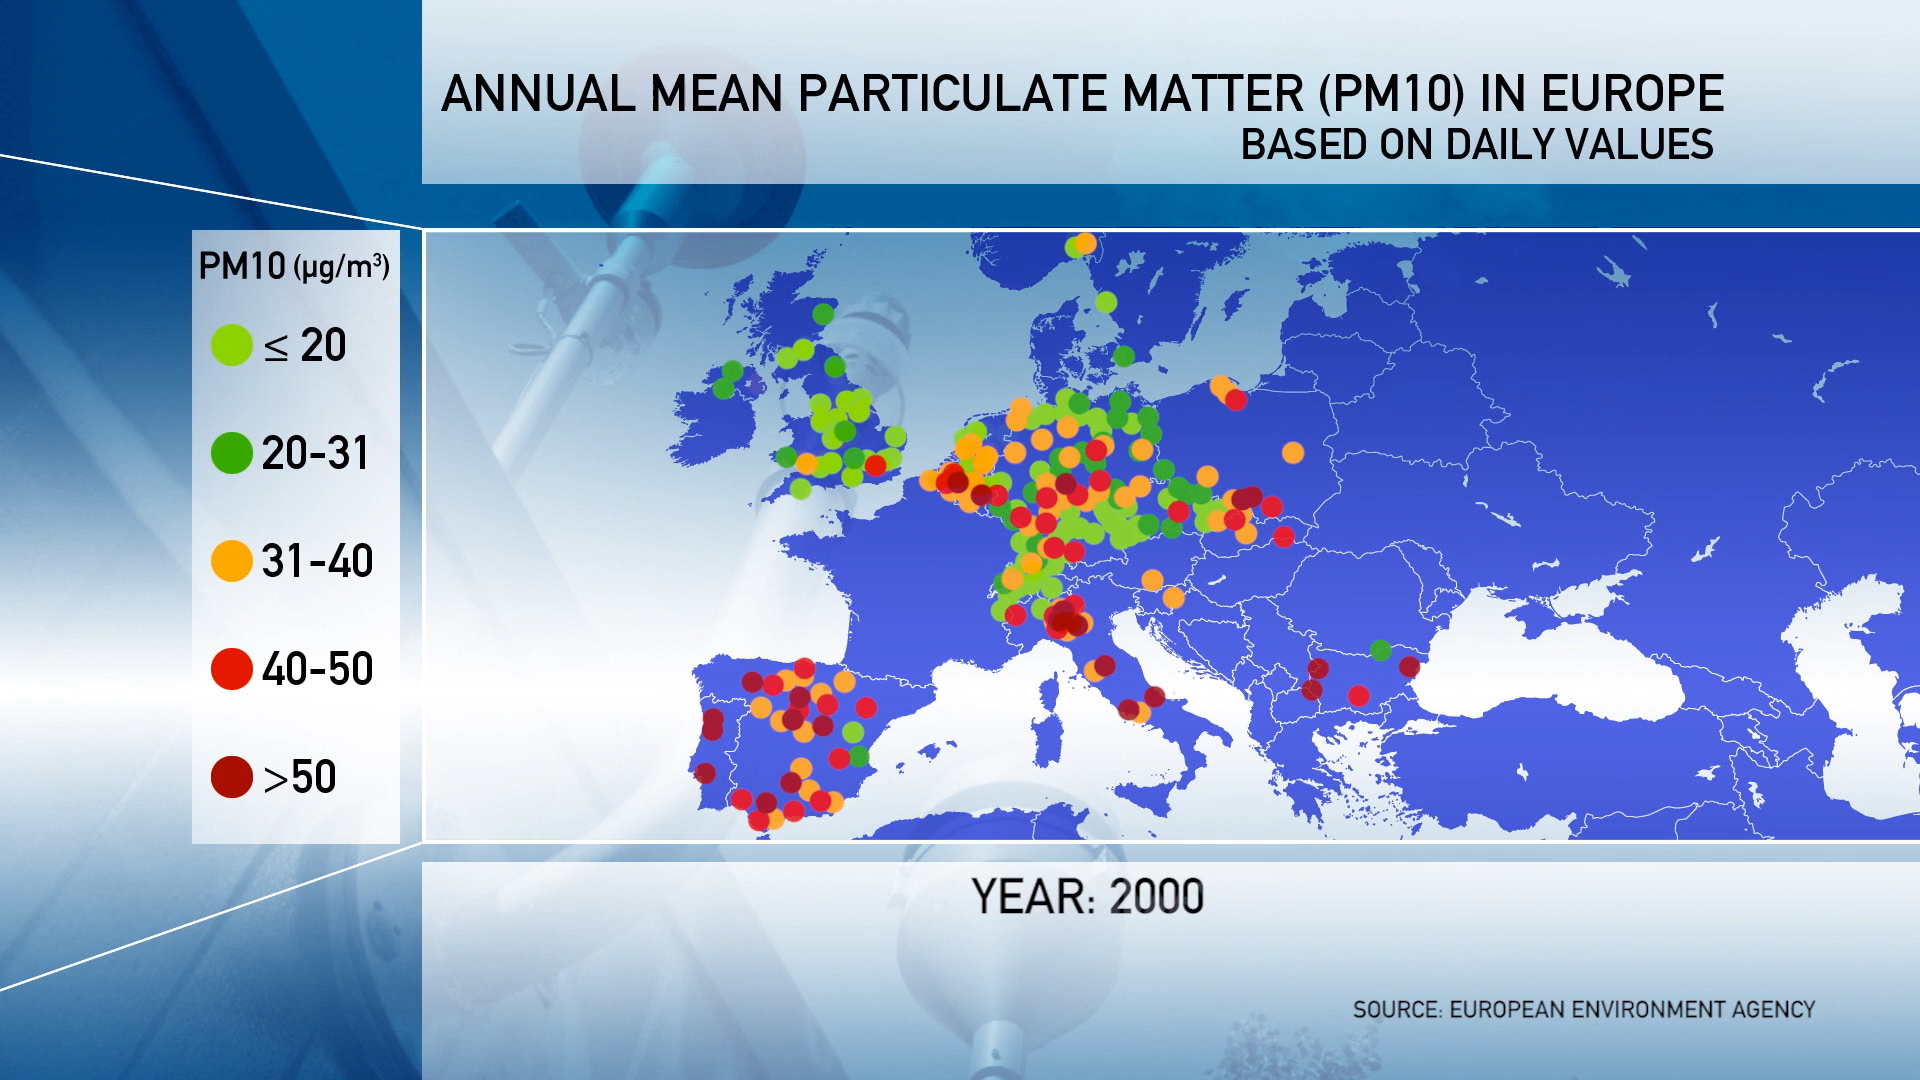 ANNUAL MEAN PARTICULATE MATTER (PM10) IN EUROPE
BASED ON DAILY VALUES
PM10 (µg/m³)
≤ 20
20-31
31-40
40-50
>50
YEAR: 2000
SOURCE: EUROPEAN ENVIRONMENT AGENCY